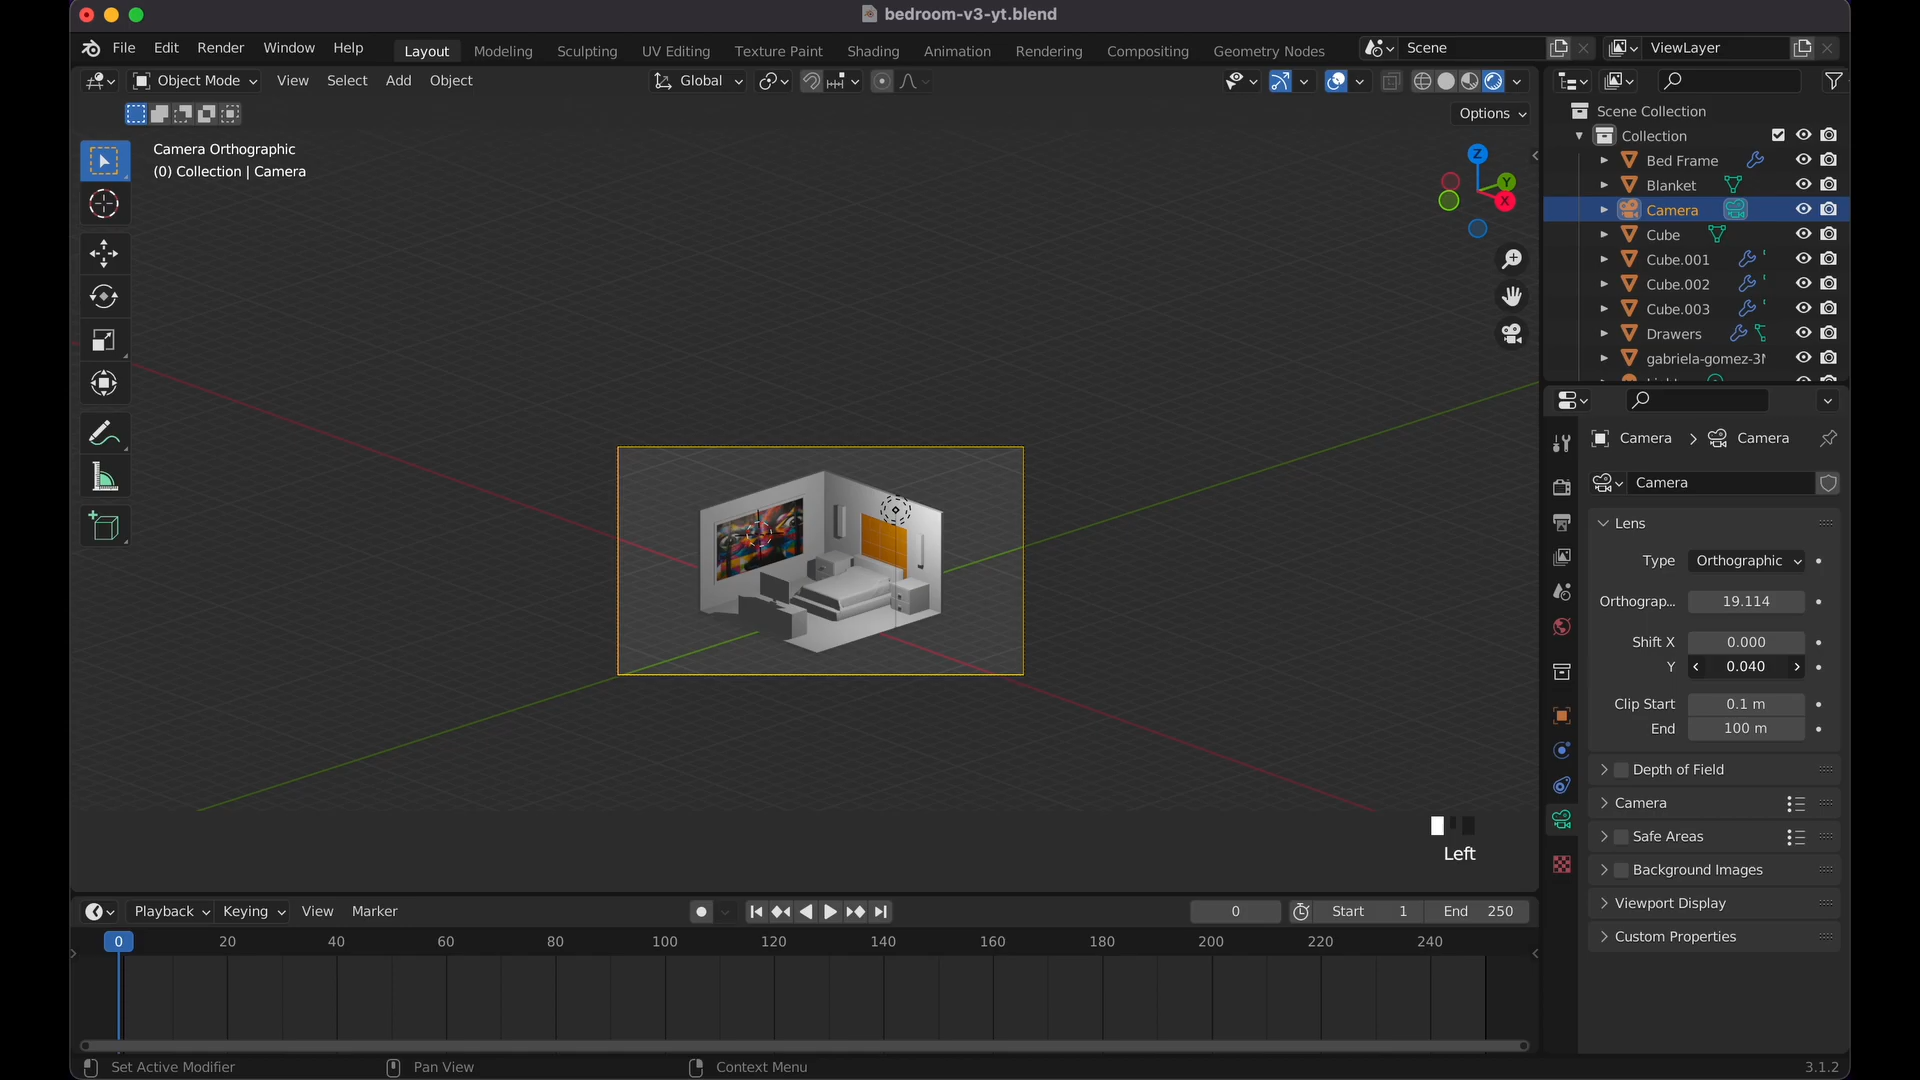 bedroom-v3-yt.blend
File Edit Render Window Help Layout Modeling Sculpting UV Editing Texture Paint Shading Animation Rendering Compositing Geometry Nodes Scene ViewLayer
Object Mode View Select Add Object Global
Options
Camera Orthographic
(0) Collection | Camera
Z
Y
X
Scene Collection
Collection
Bed Frame
Blanket
Camera
Cube
Cube.001
Cube.002
Cube.003
Drawers
gabriela-gomez-3
Camera > Camera
Camera
Lens
Type Orthographic
Orthograp... 19.114
Shift X 0.000
Y 0.040
Clip Start 0.1 m
End 100 m
Depth of Field
Camera
Safe Areas
Background Images
Viewport Display
Custom Properties
Left
Playback Keying View Marker 0 Start 1 End 250
0 20 40 60 80 100 120 140 160 180 200 220 240
Set Active Modifier Pan View Context Menu 3.1.2